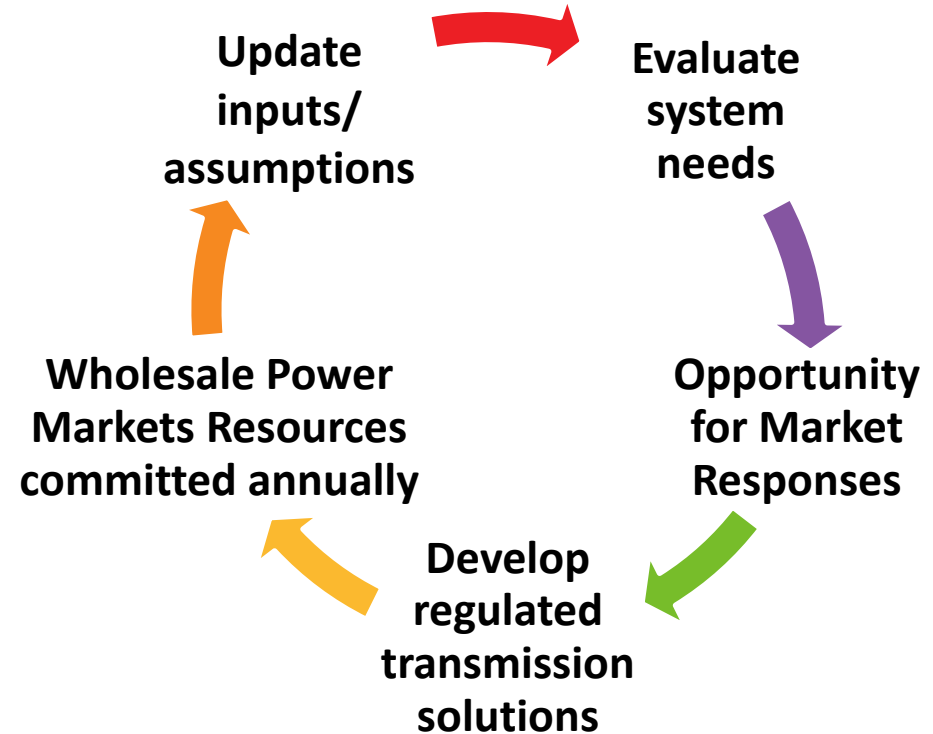 Update
inputs/
assumptions
Evaluate
system
needs
Opportunity
for Market
Responses
Develop
regulated
transmission
solutions
Wholesale Power
Markets Resources
committed annually